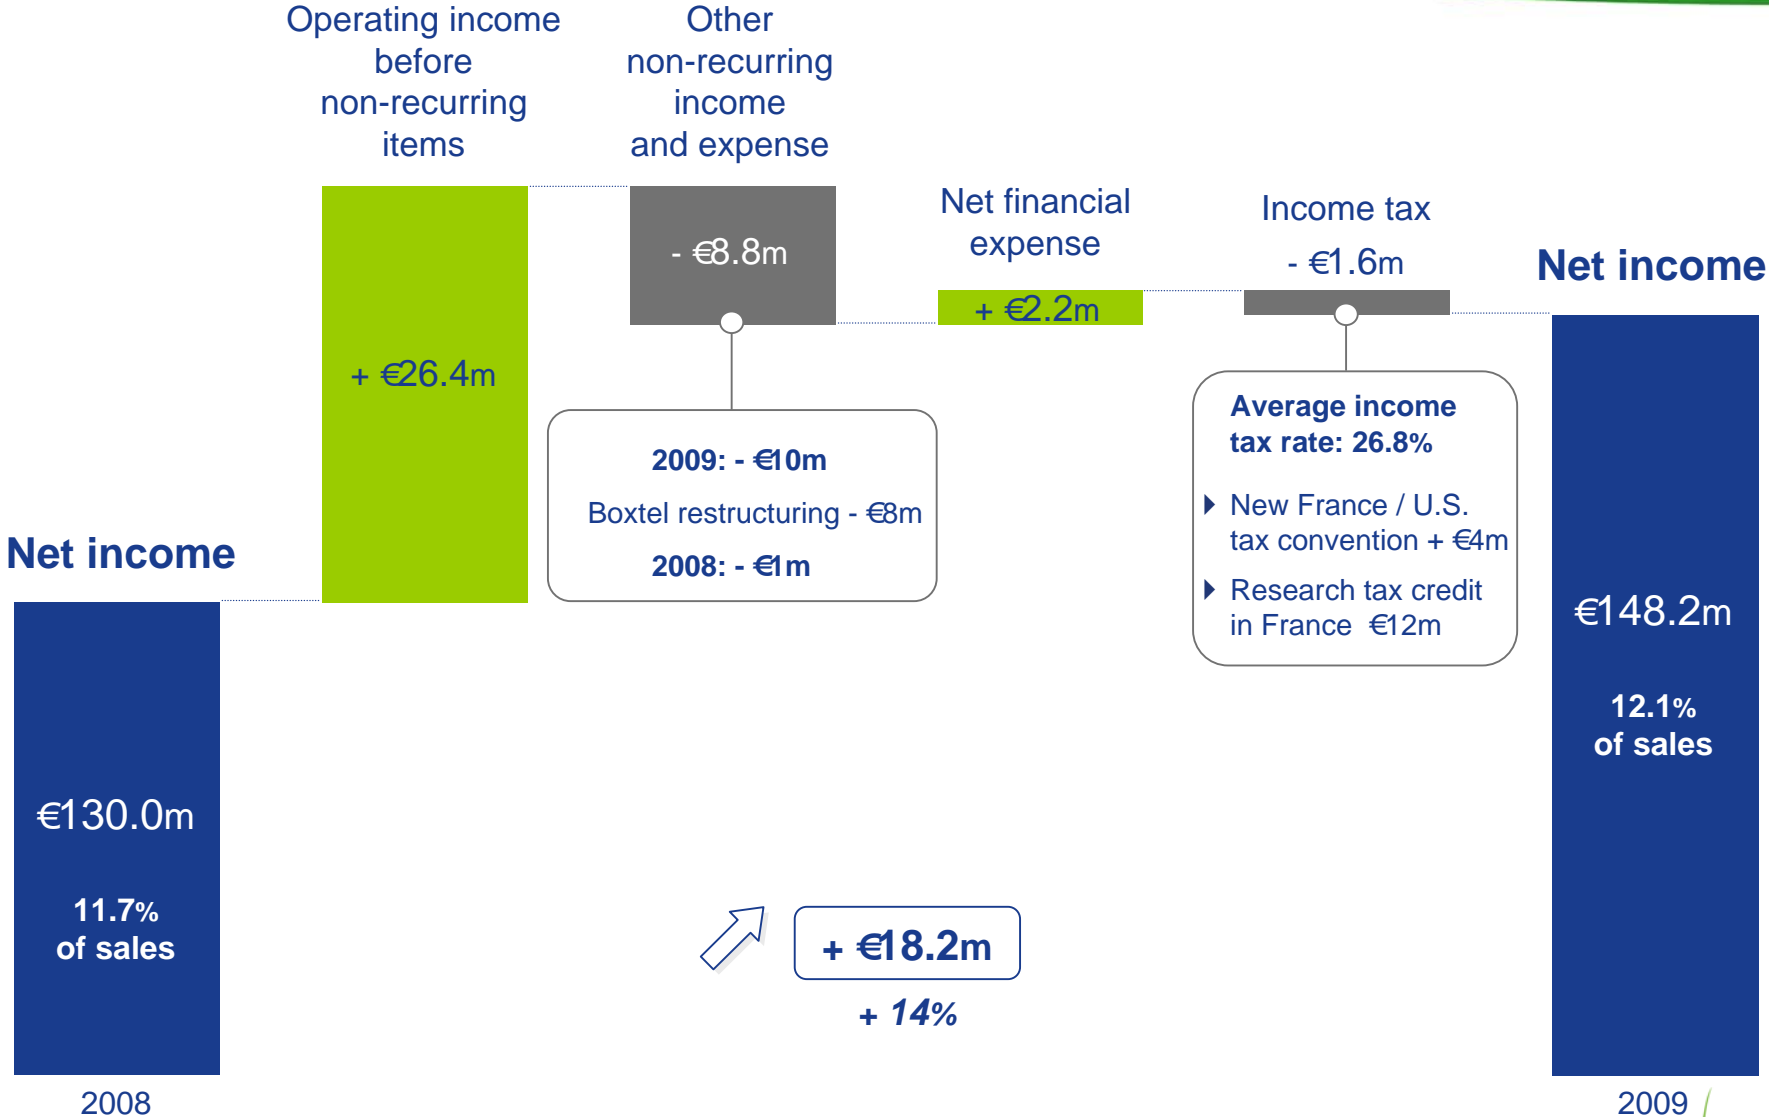 Operating income
before
non-recurring
items
+ €26.4m
Other
non-recurring
income
and expense
- €8.8m
2009: - €10m
Boxtel restructuring - €8m
2008: - €1m
Net financial
expense
+ €2.2m
Income tax
- €1.6m
Average income
tax rate: 26.8%
New France / U.S.
tax convention + €4m
Research tax credit
in France €12m
Net income
€148.2m
12.1%
of sales
2009
Net income
€130.0m
11.7%
of sales
2008
+ €18.2m
+ 14%